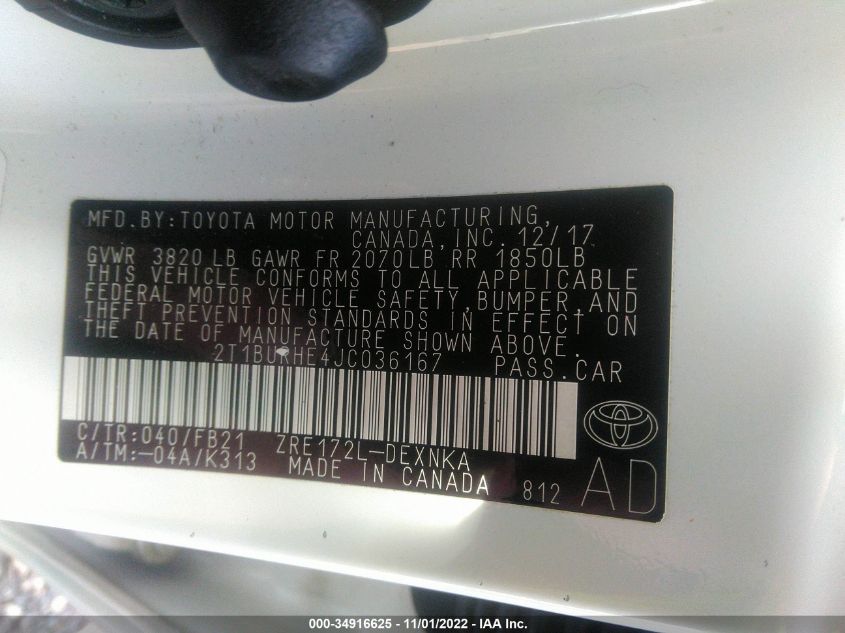 MFD.BY:TOYOTA MOTOR MANUFACTURING,
CANADA, INC. 12/17
GVWR 3820 LB GAWR FR 2070LB RR 1850LB
THIS VEHICLE CONFORMS TO ALL APPLICABLE
FEDERAL MOTOR VEHICLE SAFETY, BUMPER, AND
THEFT PREVENTION STANDARDS IN EFFECT ON
THE DATE OF MANUFACTURE SHOWN ABOVE.
2T1BURHE4JC036167 PASS.CAR
C/TR:040/FB21 ZRE172L-DEXNKA
A/TM:-04A/K313 MADE IN CANADA 812 AD
000-34916625 - 11/01/2022 - IAA Inc.